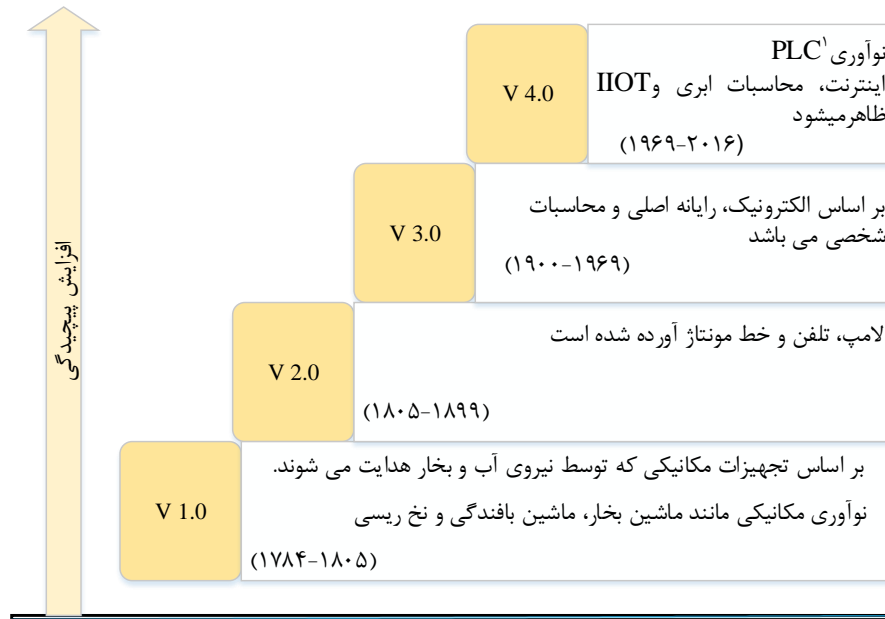 نوآوری PLC۱
اینترنت، محاسبات ابری وIIOT
ظاهرمیشود
(۱۹۶۹-۲۰۱۶)
V 4.0
بر اساس الکترونیک، رایانه اصلی و محاسبات
شخصی می باشد
(۱۹۰۰-۱۹۶۹)
V 3.0
لامپ، تلفن و خط مونتاژ آورده شده است
(۱۸۰۵-۱۸۹۹)
V 2.0
بر اساس تجهیزات مکانیکی که توسط نیروی آب و بخار هدایت می شوند.
نوآوری مکانیکی مانند ماشین بخار، ماشین بافندگی و نخ ریسی
(۱۷۸۴-۱۸۰۵)
V 1.0
افزایش پیچیدگی